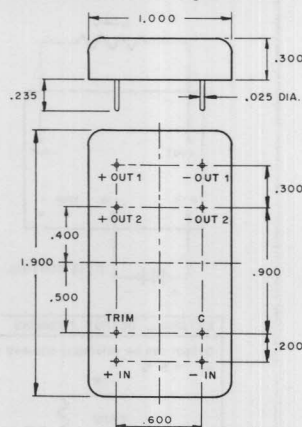 1.000
.300
.235
.025 DIA.
+ OUT 1
- OUT 1
.300
+ OUT 2
- OUT 2
.400
1.900
.900
.500
TRIM
C
.200
+ IN
- IN
.600